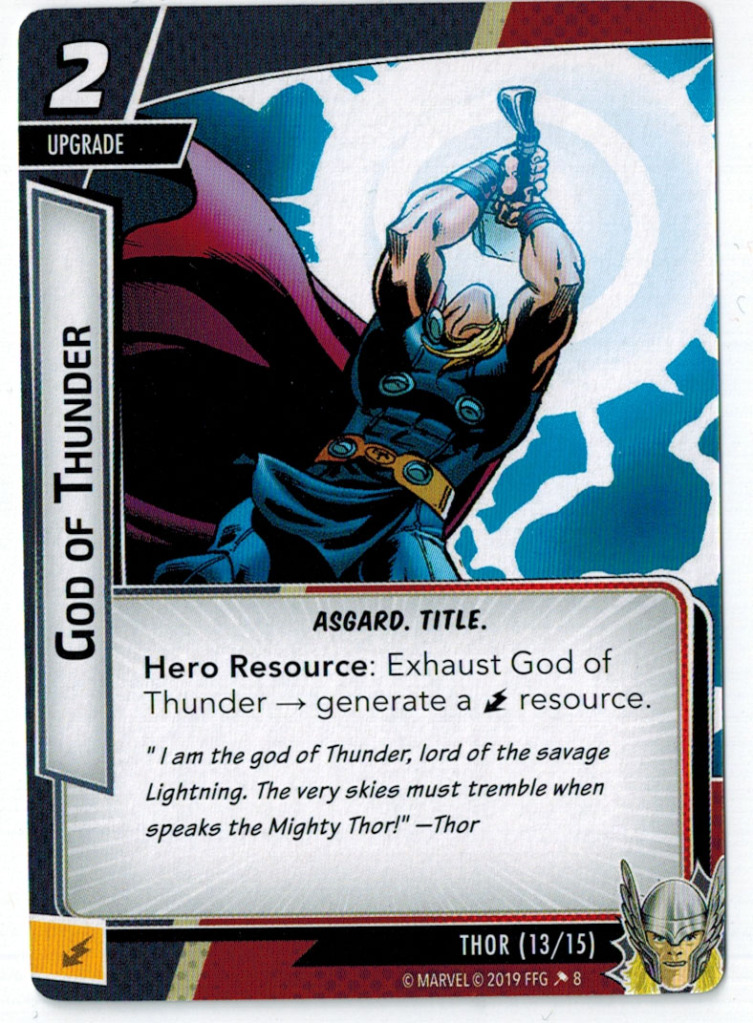 2
UPGRADE
GOD OF THUNDER
ASGARD. TITLE.
Hero Resource: Exhaust God of
Thunder → generate a resource.
"I am the god of Thunder, lord of the savage
Lightning. The very skies must tremble when
speaks the Mighty Thor!" —Thor
THOR (13/15)
© MARVEL © 2019 FFG 8